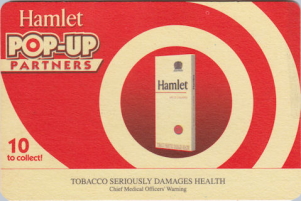 Hamlet
POP-UP
PARTNERS
Hamlet
10
to collect!
TOBACCO SERIOUSLY DAMAGES HEALTH
Chief Medical Officers' Warning